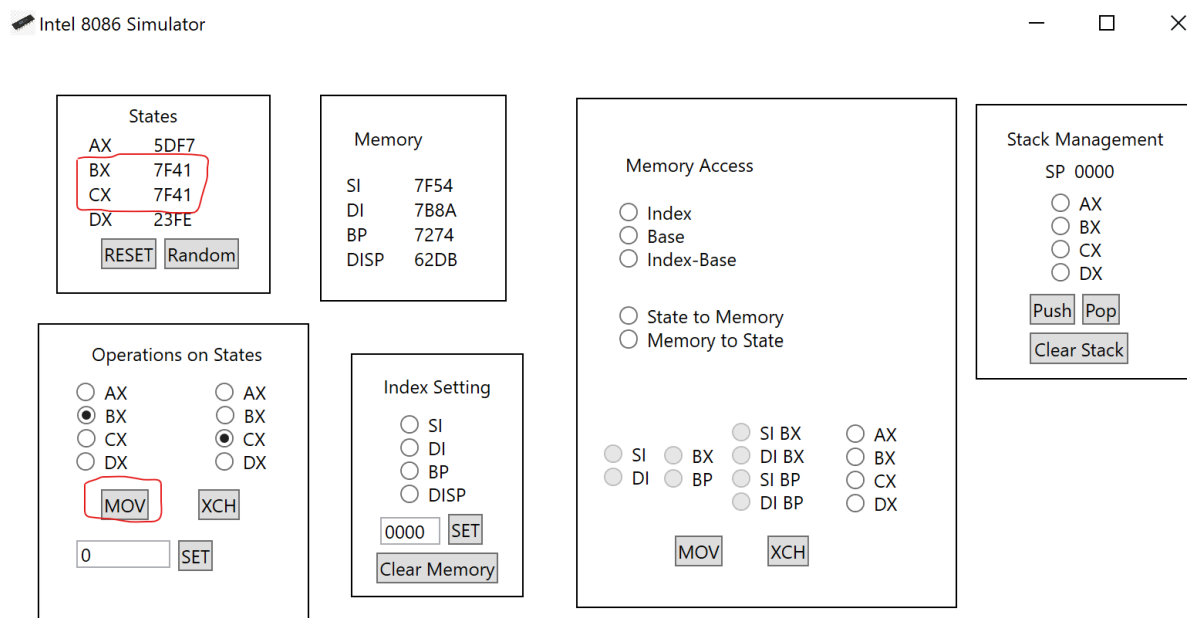 Intel 8086 Simulator
States
AX 5DF7
BX 7F41
CX 7F41
DX 23FE
RESET Random
Memory
SI 7F54
DI 7B8A
BP 7274
DISP 62DB
Operations on States
AX AX
BX BX
CX CX
DX DX
MOV XCH
0 SET
Index Setting
SI
DI
BP
DISP
0000 SET
Clear Memory
Memory Access
Index
Base
Index-Base
State to Memory
Memory to State
SI BX SI BX AX
DI BP DI BX BX
SI BP CX
DI BP DX
MOV XCH
Stack Management
SP 0000
AX
BX
CX
DX
Push Pop
Clear Stack